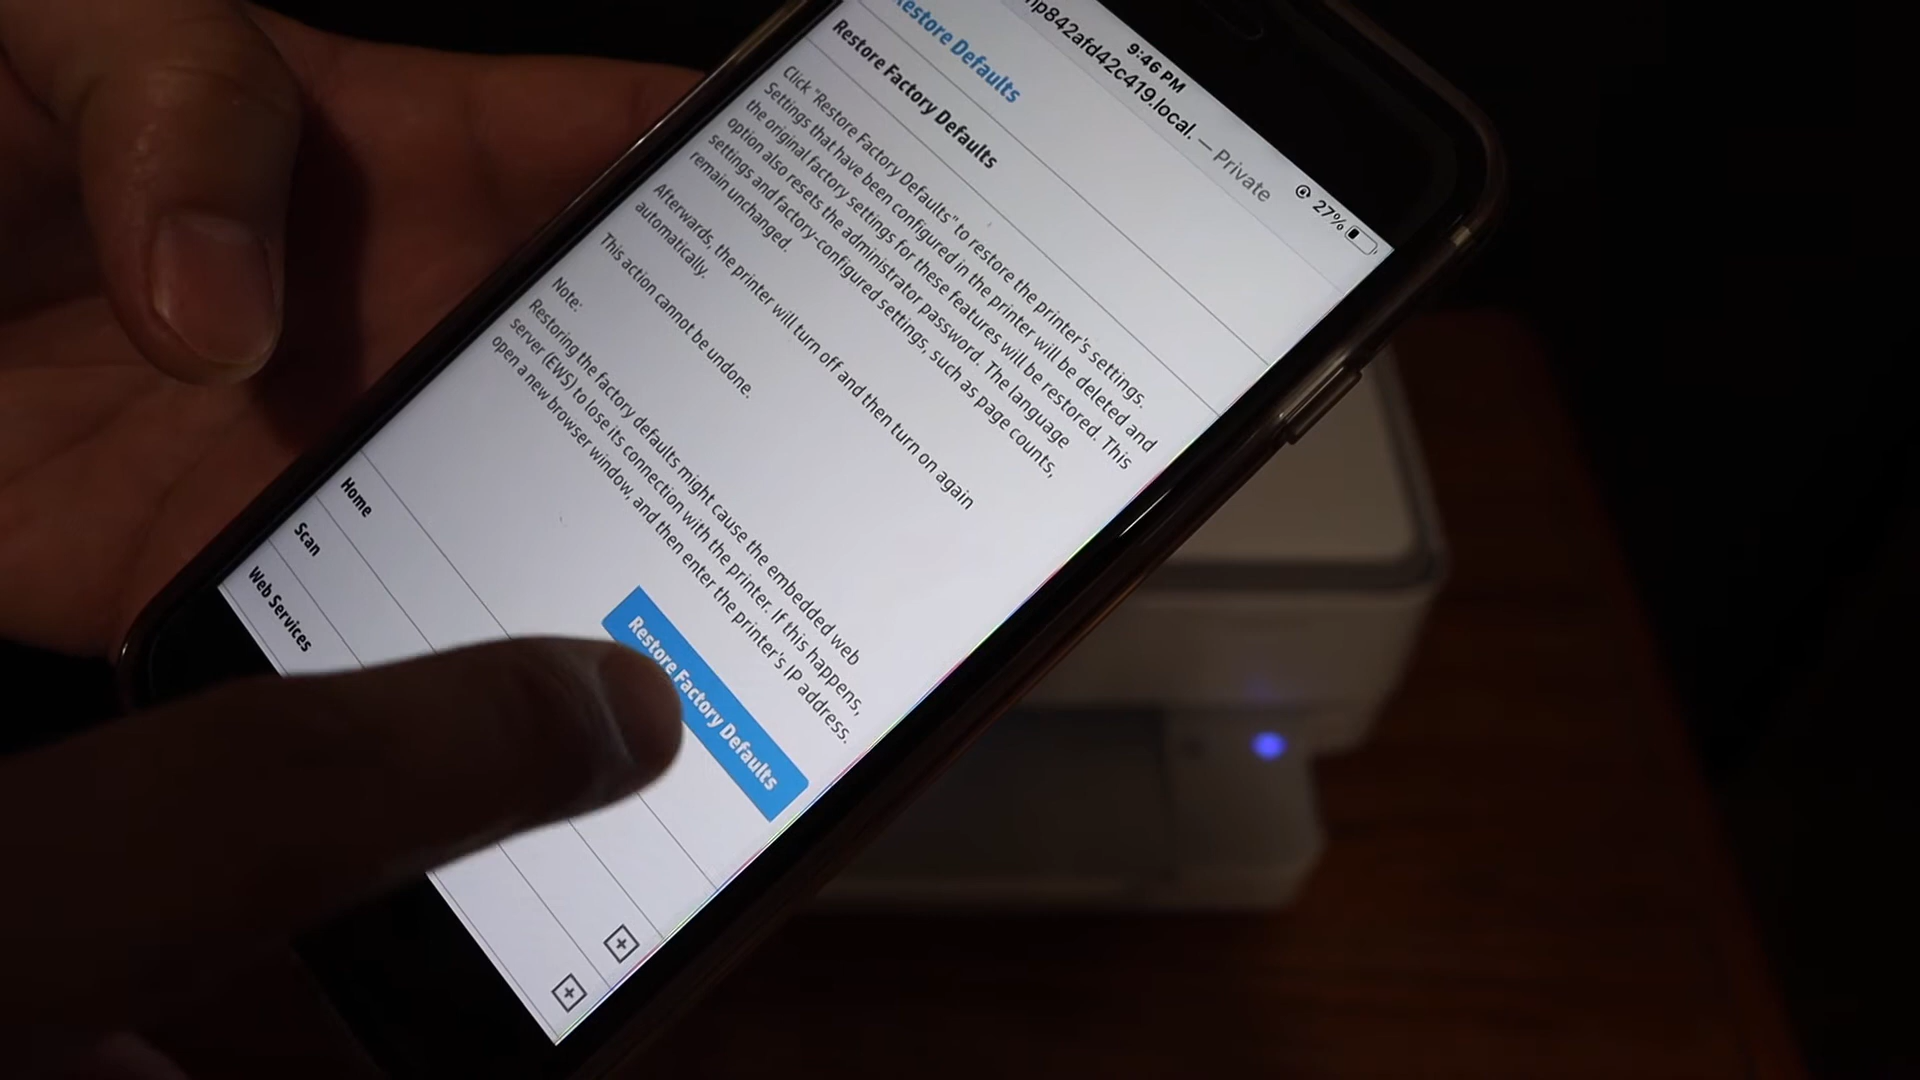 9:46 PM
27%
hp842afd42c419.local. — Private
Restore Defaults
Restore Factory Defaults
Click "Restore Factory Defaults" to restore the printer's settings.
Settings that have been configured in the printer will be deleted and
the original factory settings for these features will be restored. This
option also resets the administrator password. The language
settings and factory-configured settings, such as page counts,
remain unchanged.
Afterwards, the printer will turn off and then turn on again
automatically.
This action cannot be undone.
Note:
Restoring the factory defaults might cause the embedded web
server (EWS) to lose its connection with the printer. If this happens,
open a new browser window, and then enter the printer's IP address.
Restore Factory Defaults
Home
Scan
Web Services